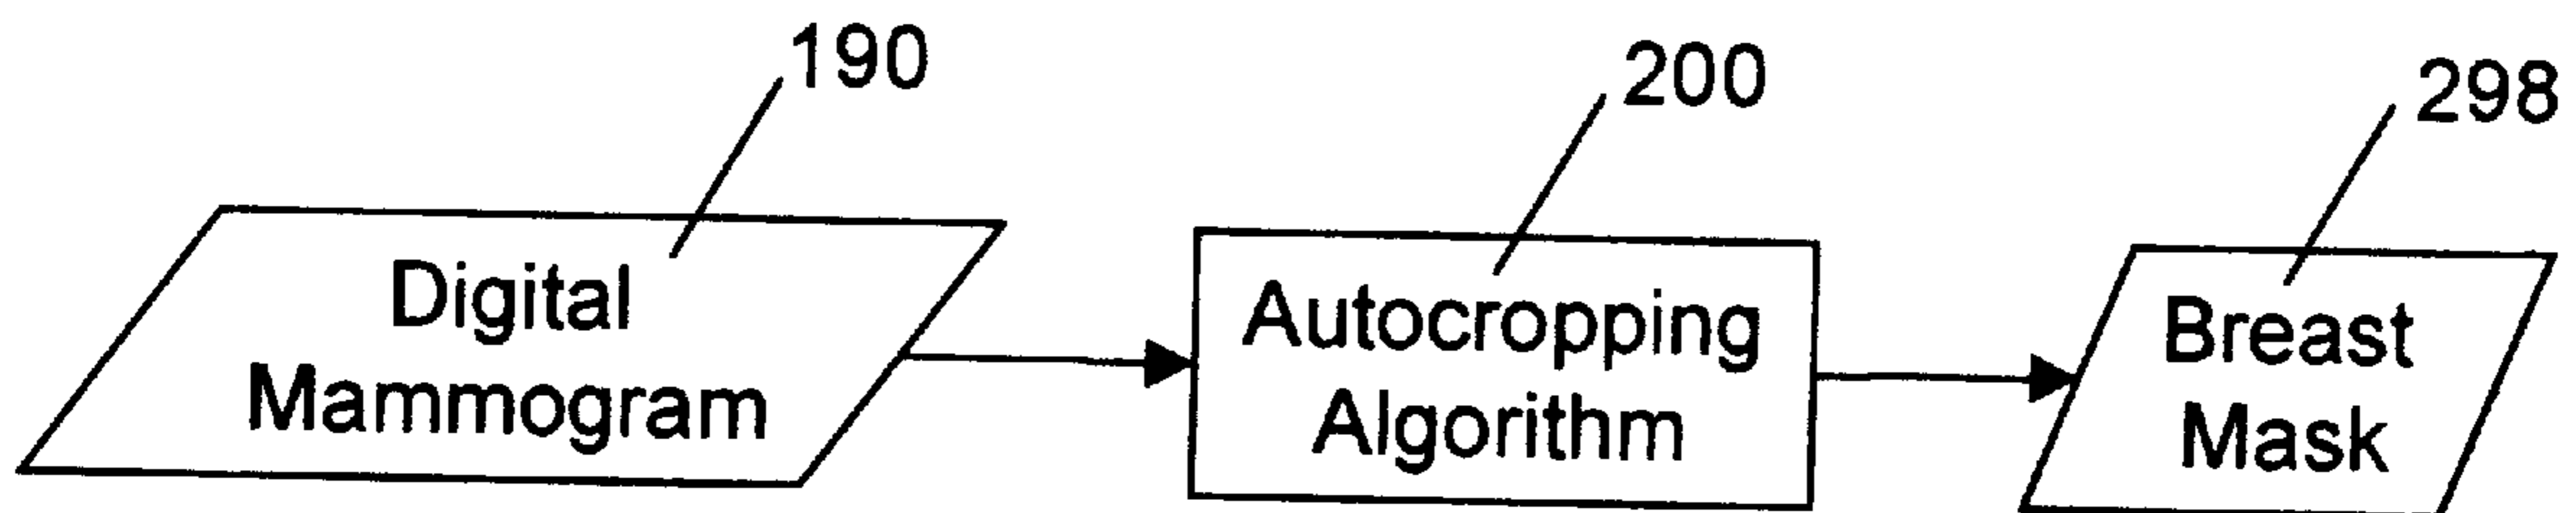 190
200
298
Digital
Mammogram
Autocropping
Algorithm
Breast
Mask